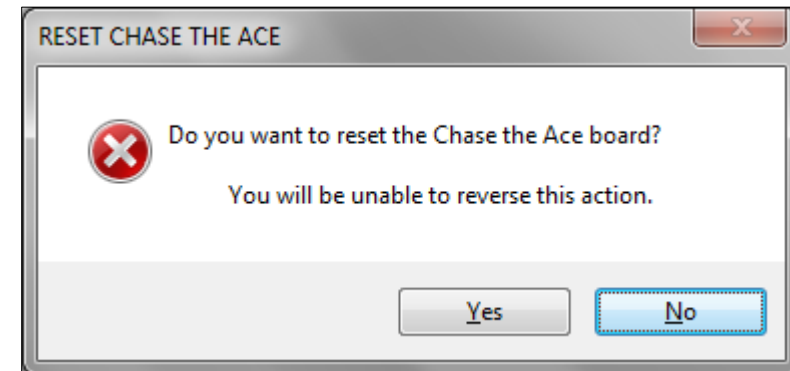 RESET CHASE THE ACE
Do you want to reset the Chase the Ace board?
You will be unable to reverse this action.
Yes
No